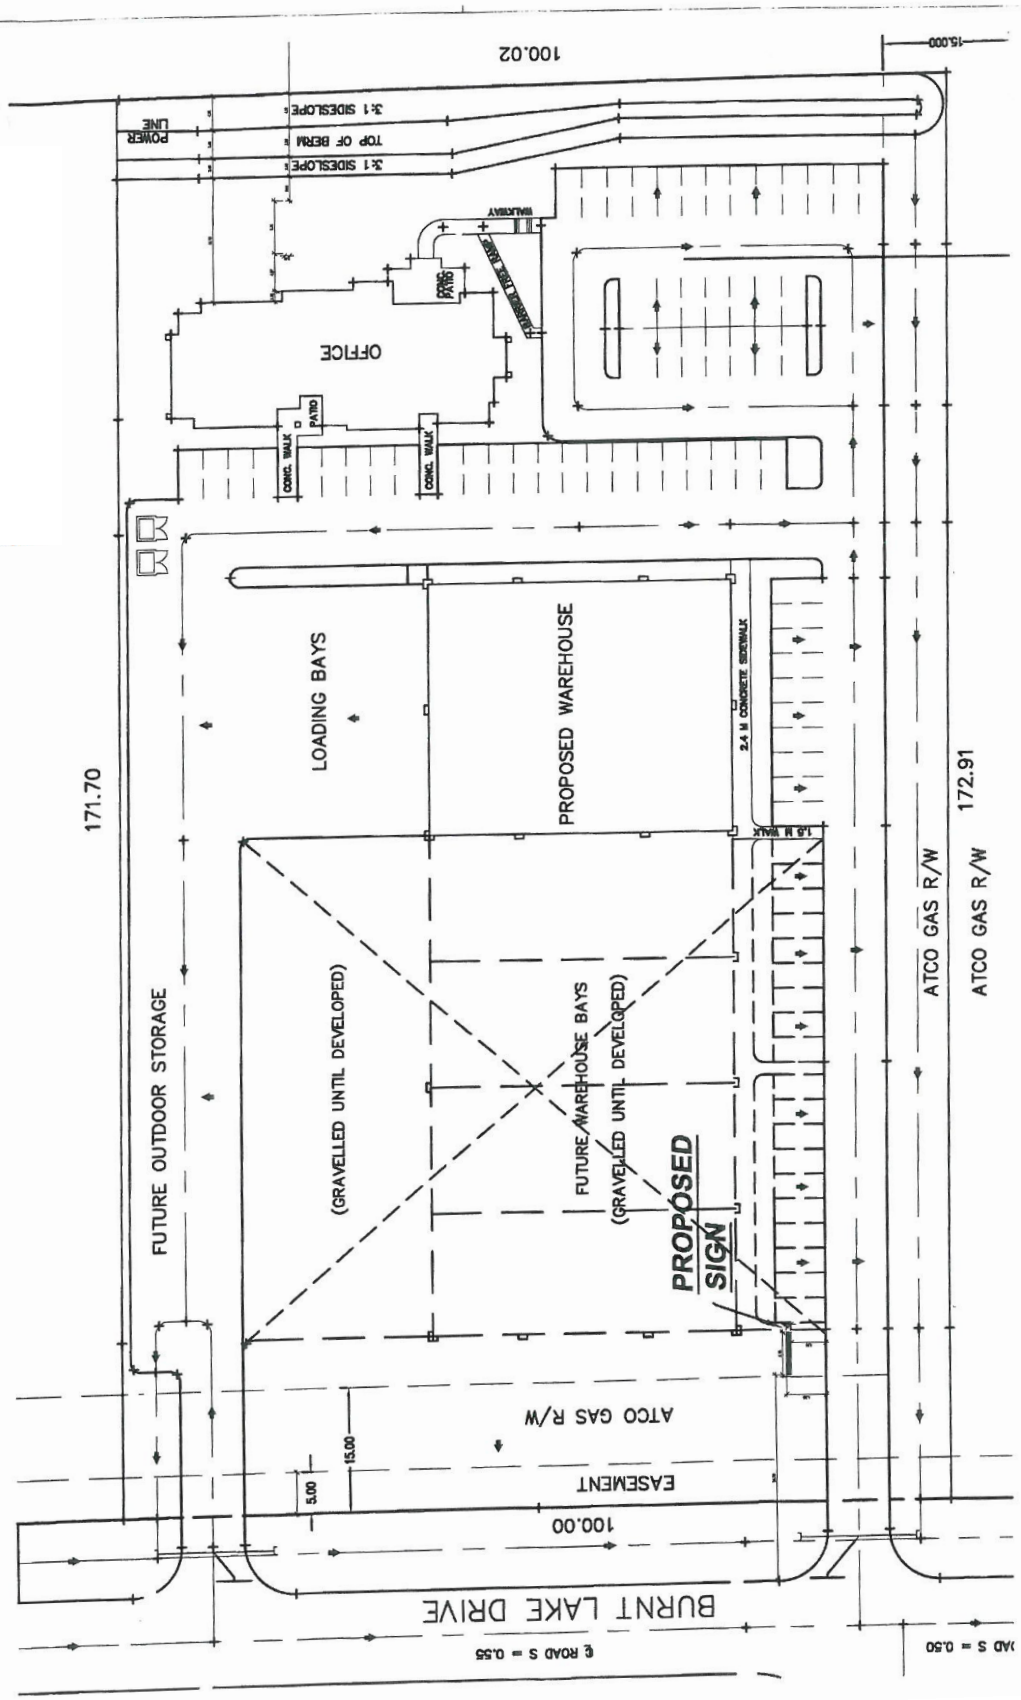 100.02
15.000
3:1 SIDESLOPE
TOP OF BERM
3:1 SIDESLOPE
POWER
LINE
WALKWAY
BARRIER FREE RAMP
CONC.
PATIO
OFFICE
PATIO
CONC. WALK
CONC. WALK
LOADING BAYS
PROPOSED WAREHOUSE
2.4 M CONCRETE SIDEWALK
1.5 M WALK
171.70
172.91
ATCO GAS R/W
ATCO GAS R/W
FUTURE OUTDOOR STORAGE
(GRAVELLED UNTIL DEVELOPED)
FUTURE WAREHOUSE BAYS
(GRAVELLED UNTIL DEVELOPED)
PROPOSED
SIGN
ATCO GAS R/W
15.00
5.00
EASEMENT
100.00
BURNT LAKE DRIVE
℄ ROAD S = 0.55
OAD S = 0.50